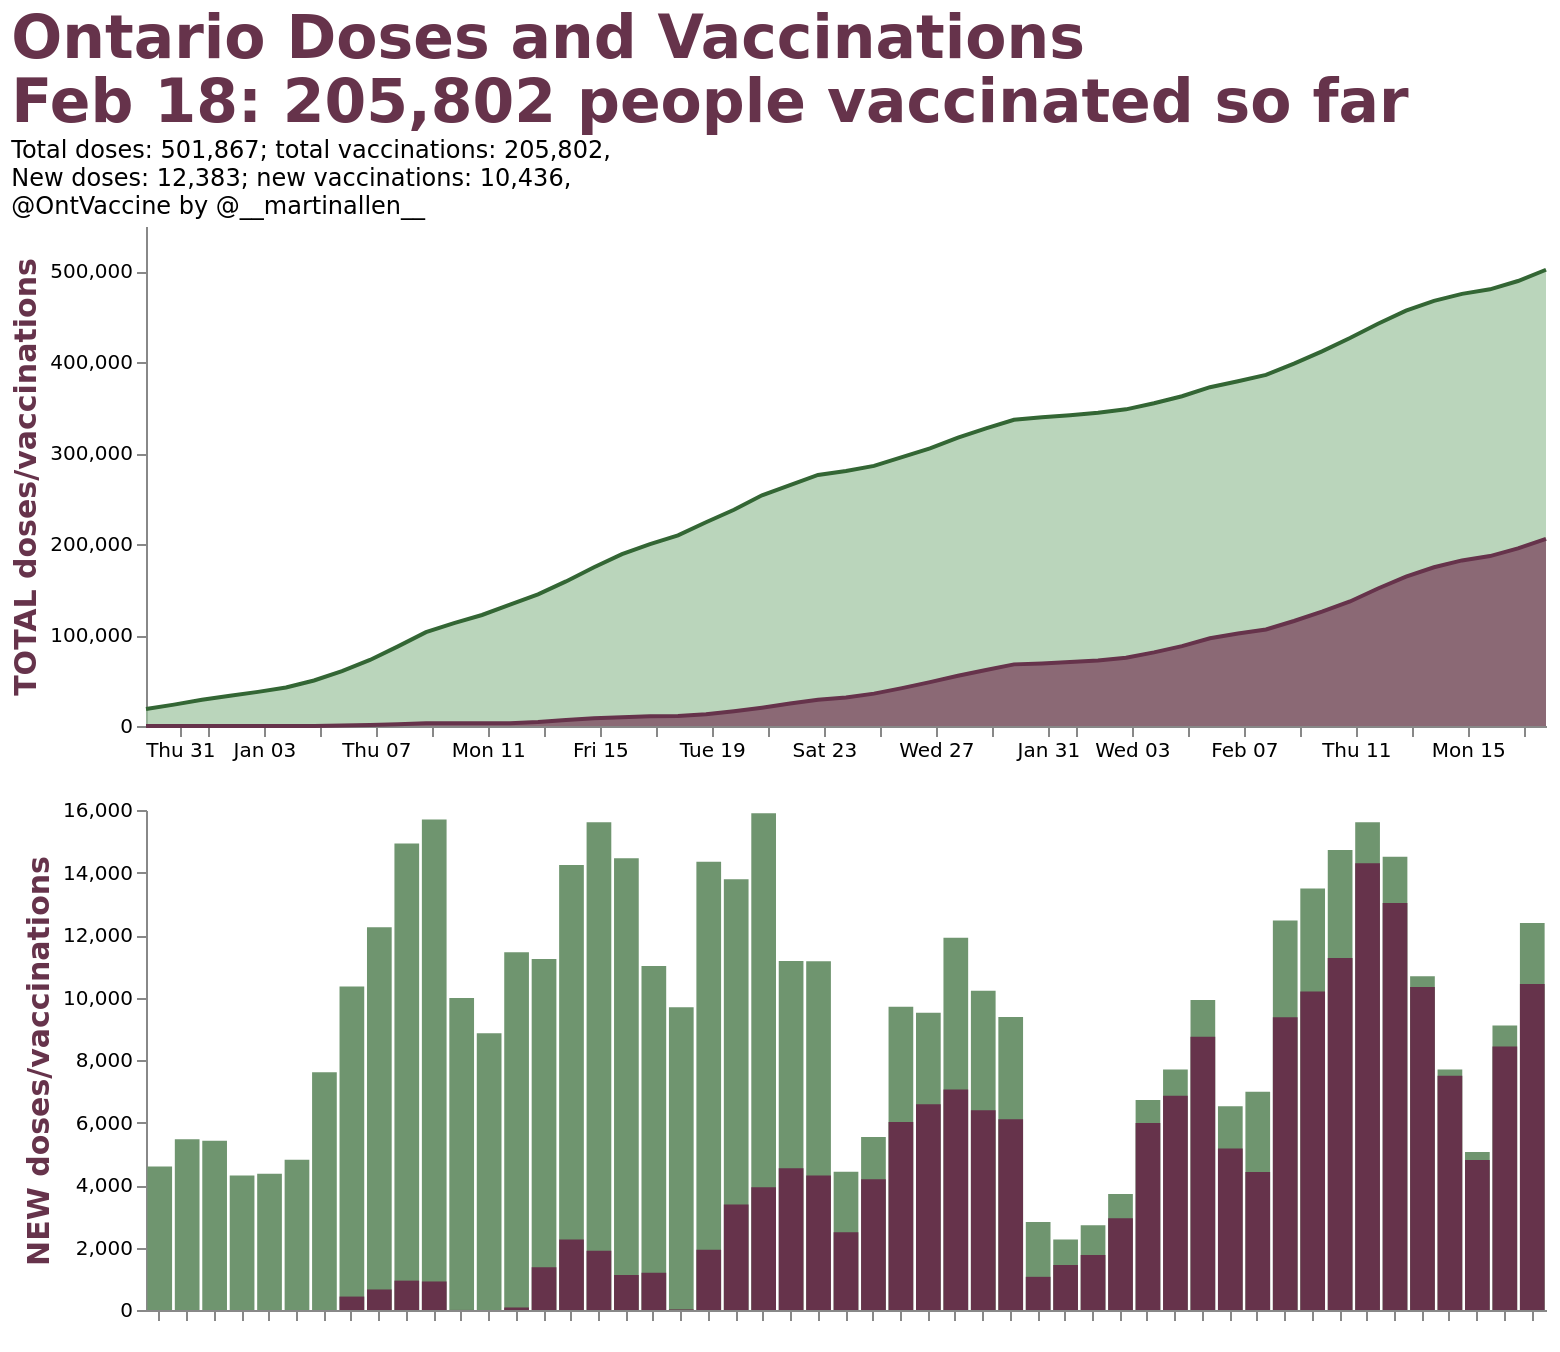 Ontario Doses and Vaccinations
Feb 18: 205,802 people vaccinated so far
Total doses: 501,867; total vaccinations: 205,802,
New doses: 12,383; new vaccinations: 10,436,
@OntVaccine by @__martinallen__
TOTAL doses/vaccinations
500,000
400,000
300,000
200,000
100,000
0
Thu 31 Jan 03 Thu 07 Mon 11 Fri 15 Tue 19 Sat 23 Wed 27 Jan 31 Wed 03 Feb 07 Thu 11 Mon 15
NEW doses/vaccinations
16,000
14,000
12,000
10,000
8,000
6,000
4,000
2,000
0